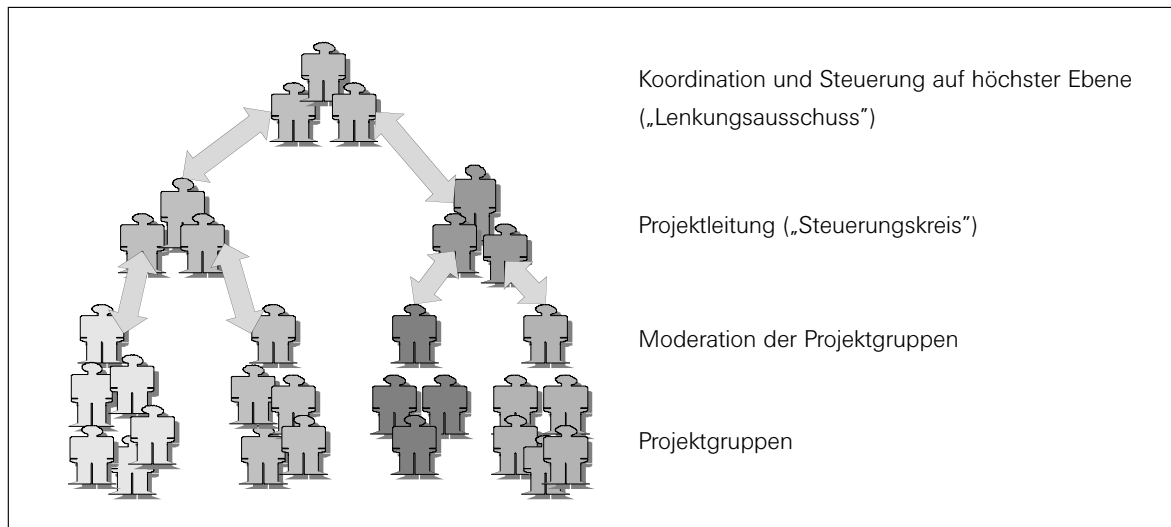 Koordination und Steuerung auf höchster Ebene
(„Lenkungsausschuss”)
Projektleitung („Steuerungskreis”)
Moderation der Projektgruppen
Projektgruppen